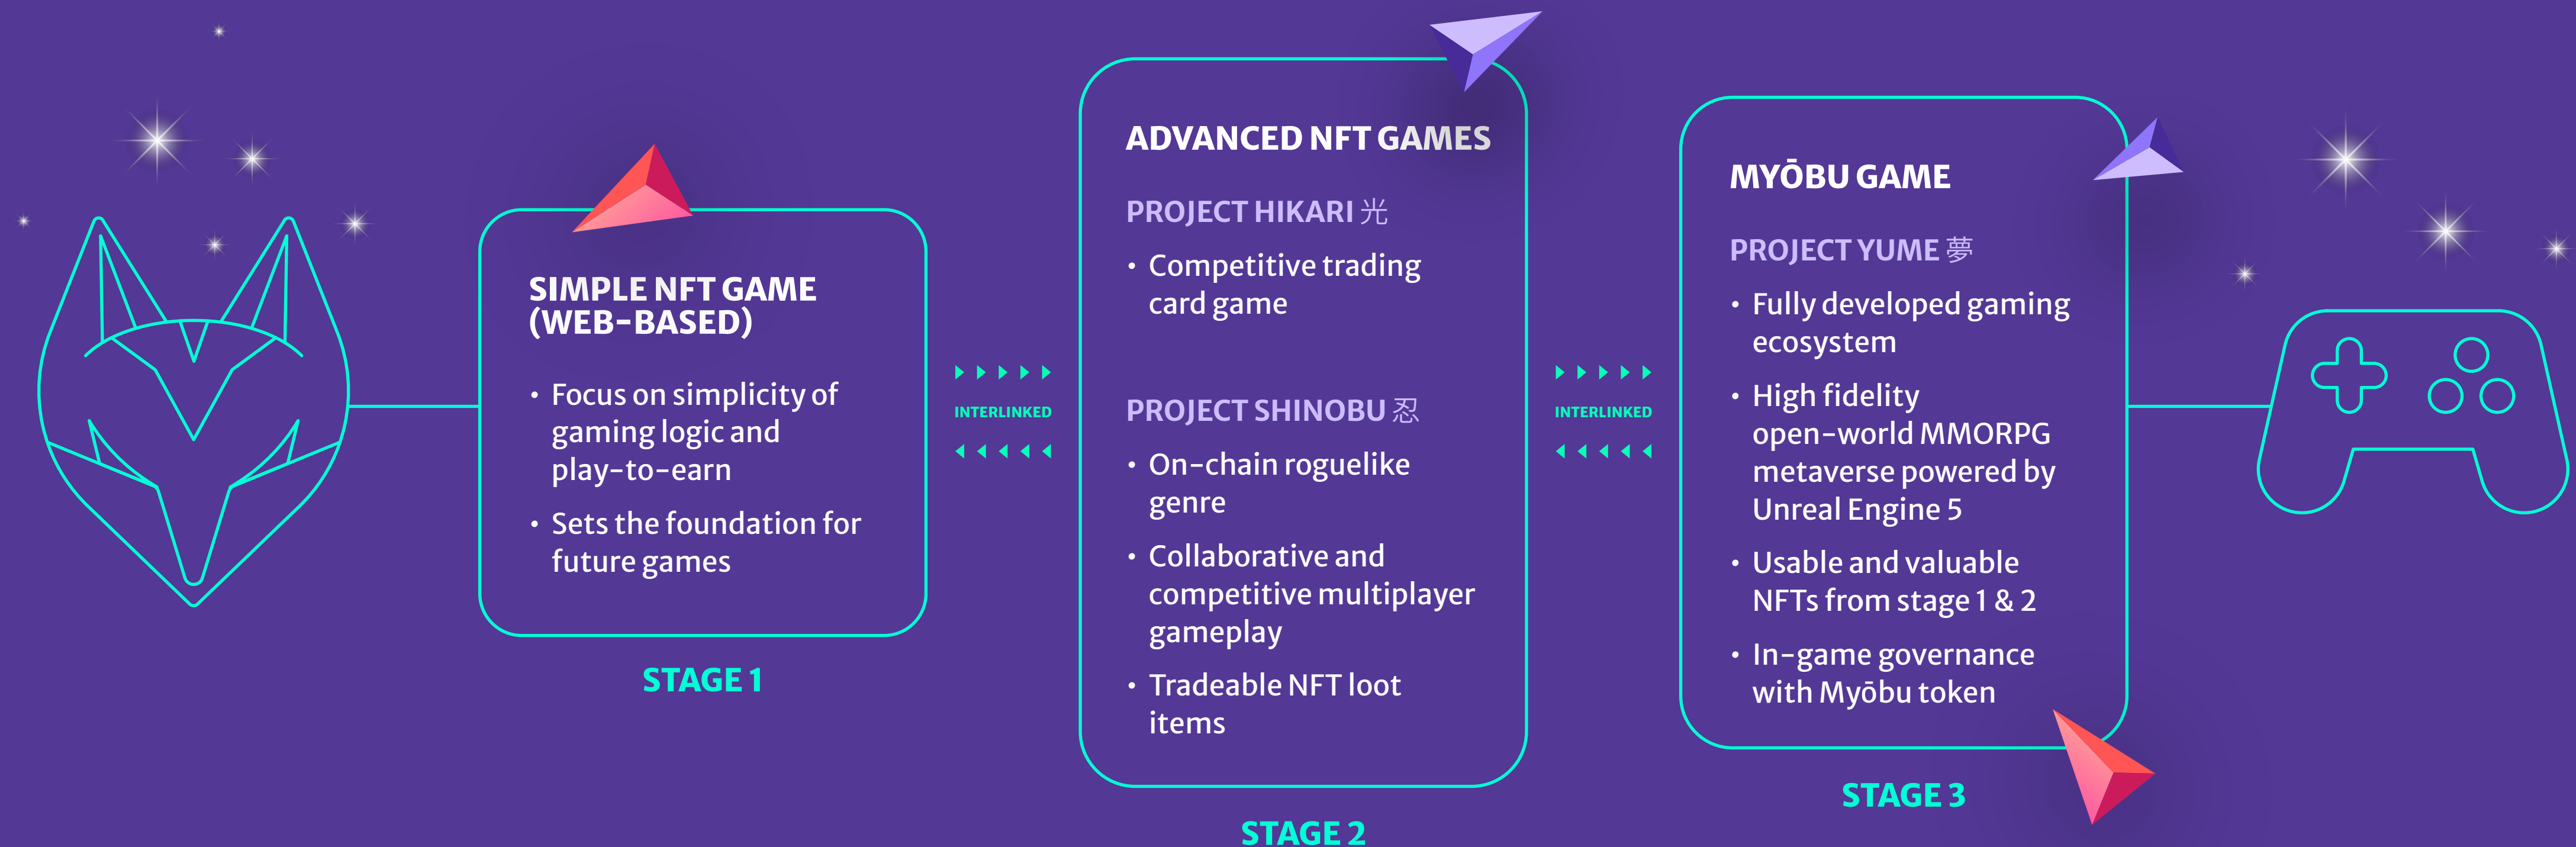 SIMPLE NFT GAME
(WEB-BASED)
• Focus on simplicity of
gaming logic and
play-to-earn
• Sets the foundation for
future games
STAGE 1
INTERLINKED
ADVANCED NFT GAMES
PROJECT HIKARI 光
• Competitive trading
card game
PROJECT SHINOBU 忍
• On-chain roguelike
genre
• Collaborative and
competitive multiplayer
gameplay
• Tradeable NFT loot
items
STAGE 2
INTERLINKED
MYŌBU GAME
PROJECT YUME 夢
• Fully developed gaming
ecosystem
• High fidelity
open-world MMORPG
metaverse powered by
Unreal Engine 5
• Usable and valuable
NFTs from stage 1 & 2
• In-game governance
with Myōbu token
STAGE 3